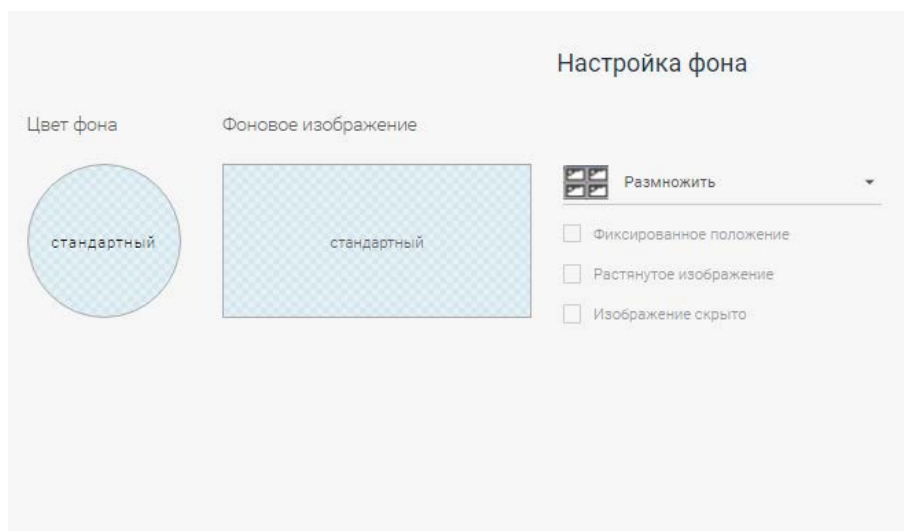 Настройка фона
Цвет фона
Фоновое изображение
стандартный
стандартный
Размножить
Фиксированное положение
Растянутое изображение
Изображение скрыто